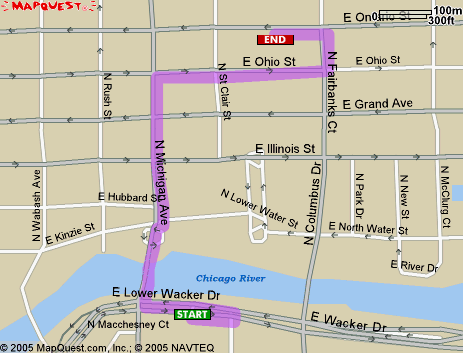 MAPQUEST
100m
300ft
E Ontario St
END
E Ohio St
E Ohio St
N Rush St
N St Clair St
N Fairbanks Ct
E Grand Ave
E Illinois St
N Michigan Ave
N Wabash Ave
E Hubbard St
E Kinzie St
N Lower Water St
N Columbus Dr
N Park Dr
N New St
N McClurg Ct
E North Water St
E River Dr
Chicago River
E Lower Wacker Dr
START
N Macchesney Ct
E Wacker Dr
© 2005 MapQuest.com, Inc.; © 2005 NAVTEQ